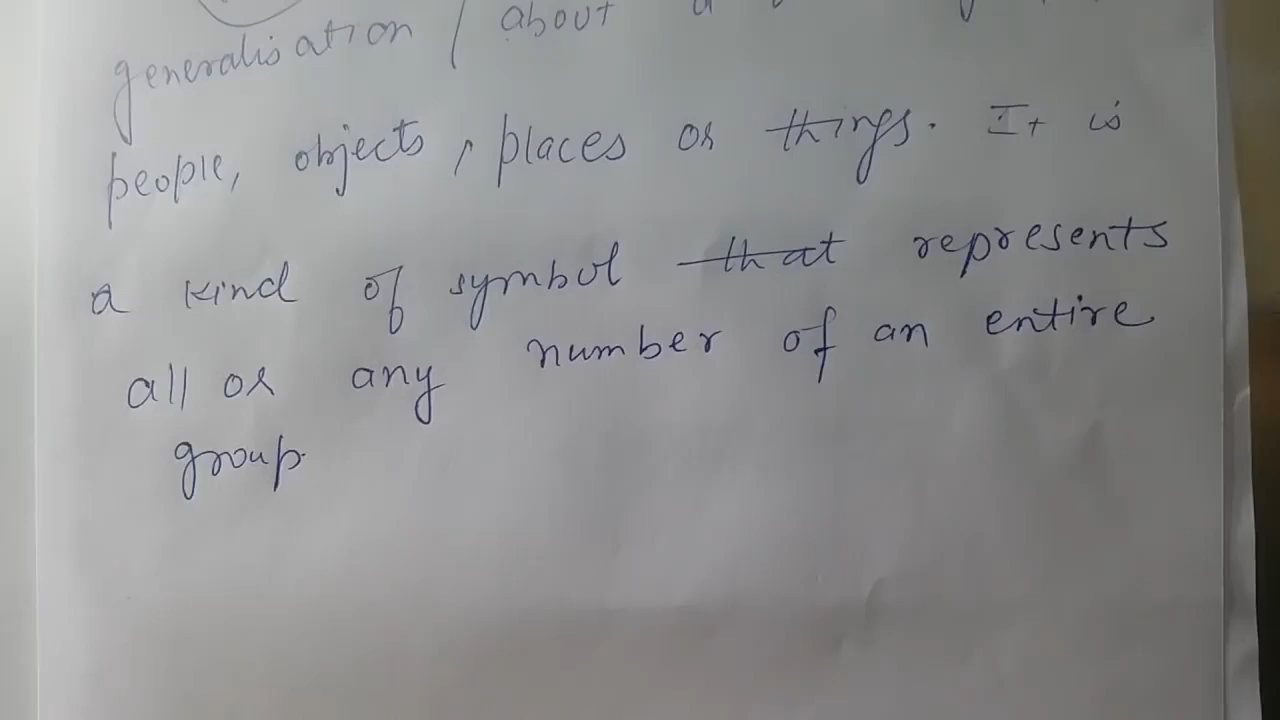 generalisation / about a
people, objects, places or things. It is
a kind of symbol that represents
all or any number of an entire
group.